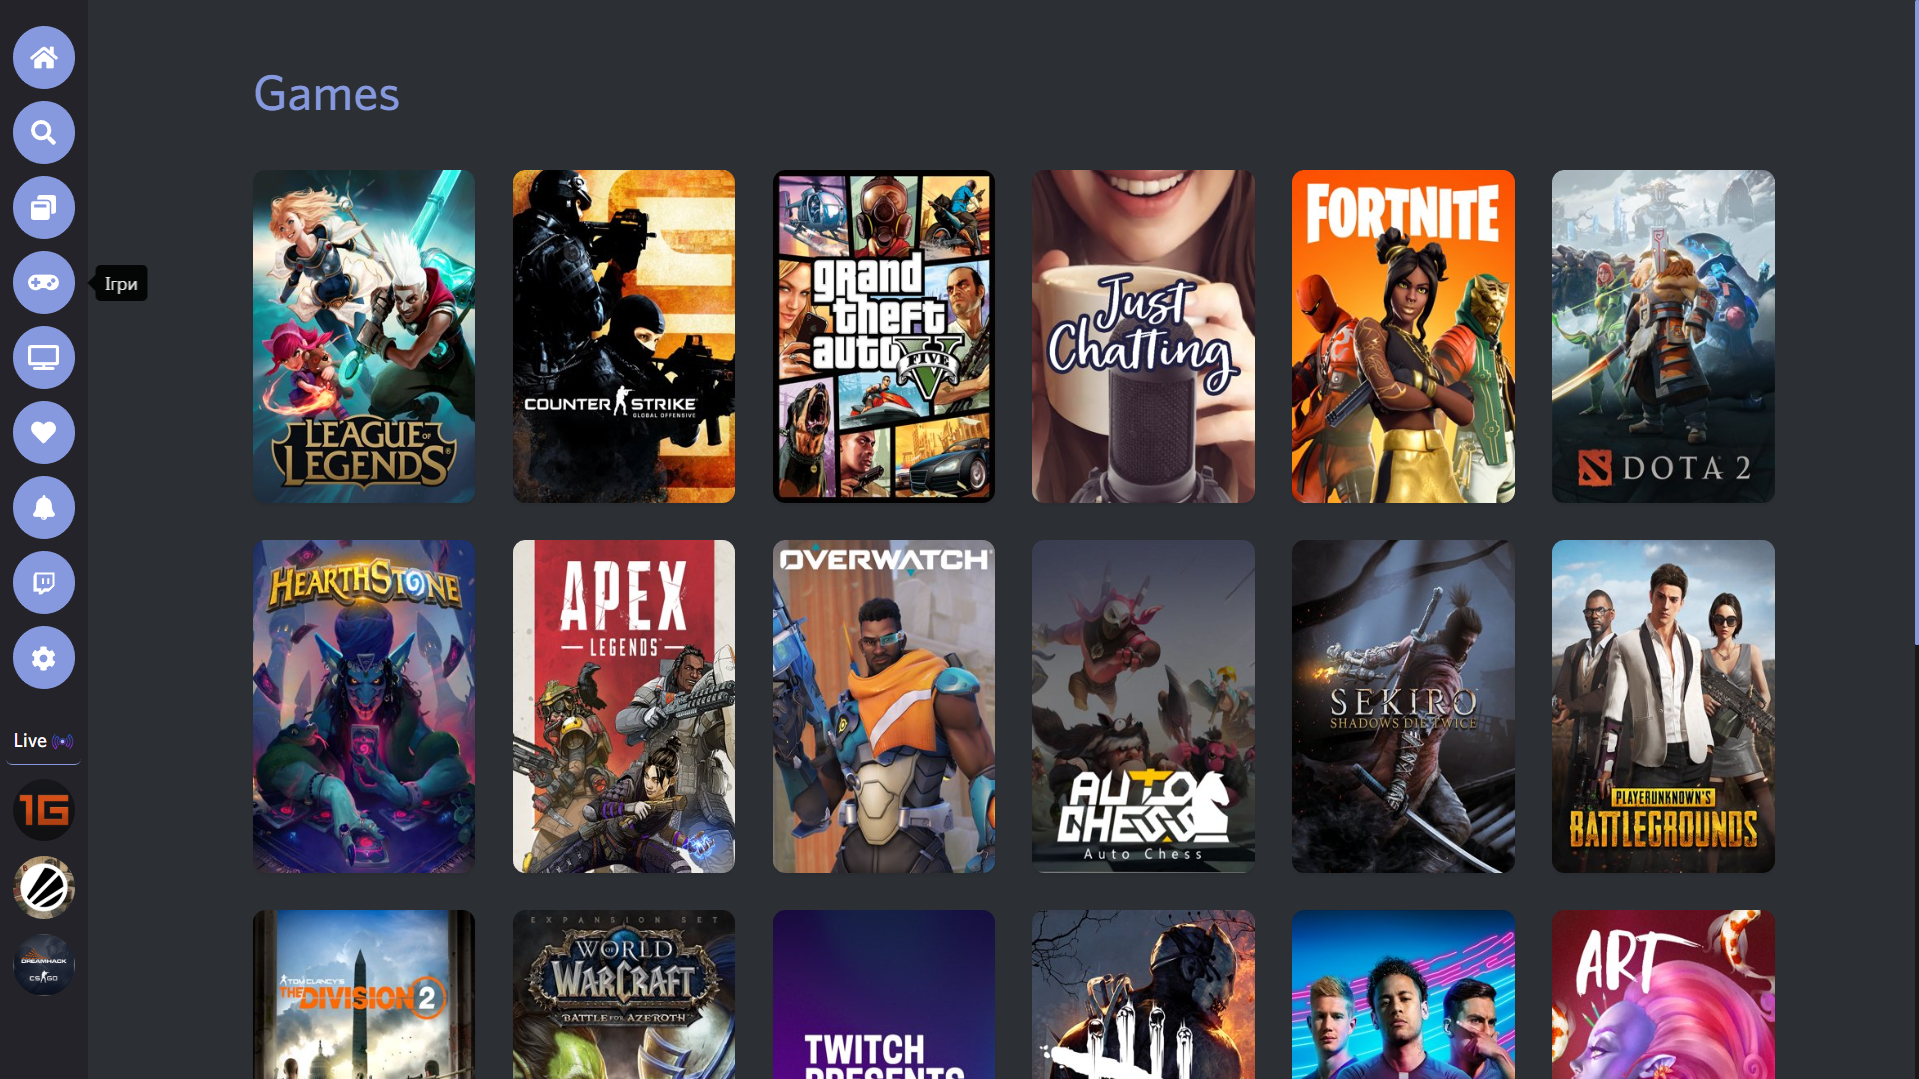 Games
Ігри
LEAGUE OF
LEGENDS
COUNTER STRIKE
GLOBAL OFFENSIVE
grand
theft
auto
FIVE
Just
Chatting
FORTNITE
DOTA 2
HEARTHSTONE
APEX
LEGENDS
OVERWATCH
AUTO
CHESS
Auto Chess
SEKIRO
SHADOWS DIE TWICE
PLAYERUNKNOWN'S
BATTLEGROUNDS
Live
1G
DREAMHACK
CS GO
TOM CLANCY'S
THE DIVISION 2
EXPANSION SET
WORLD
OF
WARCRAFT
BATTLE FOR AZEROTH
TWITCH
PRESENTS
ART